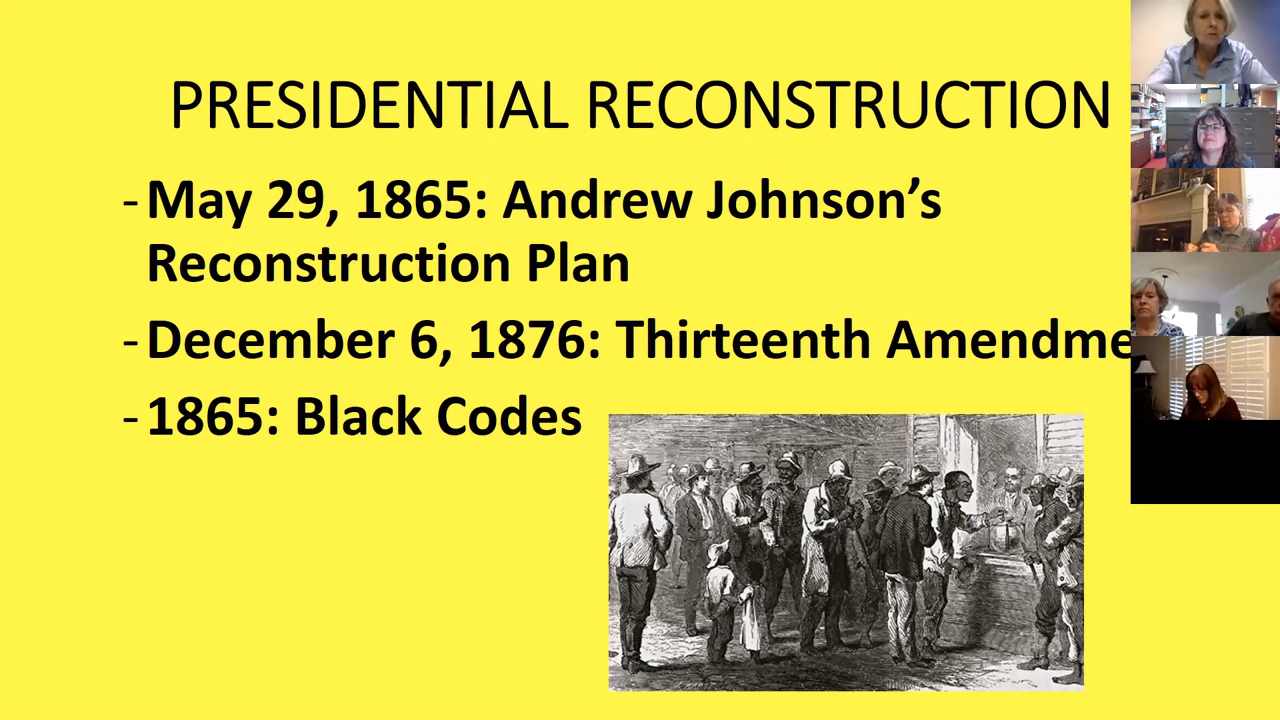 PRESIDENTIAL RECONSTRUCTION
- May 29, 1865: Andrew Johnson’s
Reconstruction Plan
- December 6, 1876: Thirteenth Amendme
- 1865: Black Codes